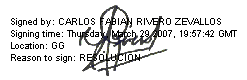 Signed by: CARLOS FABIAN RIVERO ZEVALLOS
Signing time: Thursday, March 29 2007, 19:57:42 GMT
Location: GG
Reason to sign: RESOLUCION